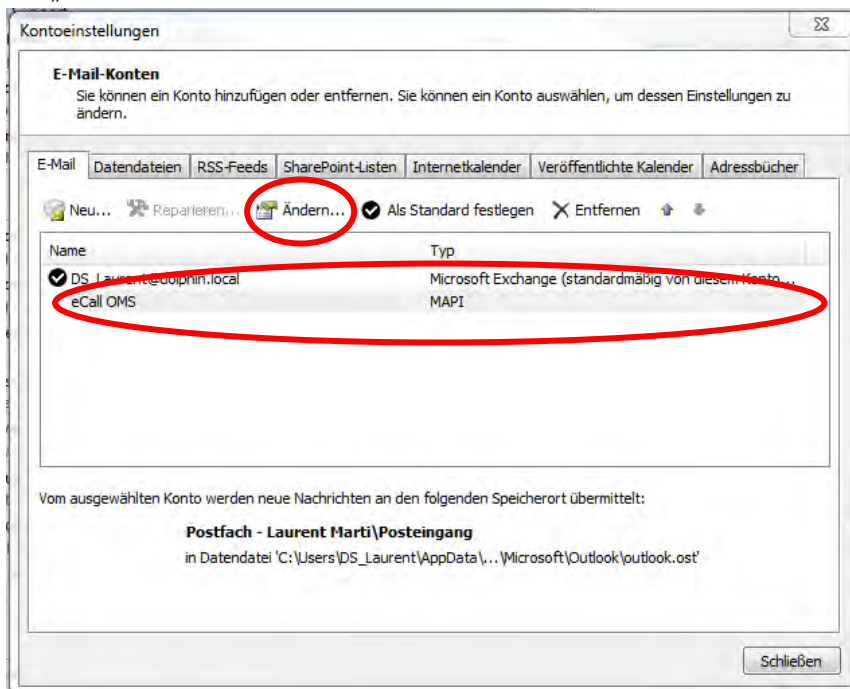 Kontoeinstellungen
E-Mail-Konten
Sie können ein Konto hinzufügen oder entfernen. Sie können ein Konto auswählen, um dessen Einstellungen zu
ändern.
E-Mail Datendateien RSS-Feeds SharePoint-Listen Internetkalender Veröffentlichte Kalender Adressbücher
Neu... Reparieren... Ändern... Als Standard festlegen Entfernen
Name Typ
DS_Laurent@dolphin.local Microsoft Exchange (standardmäßig von diesem Konto ...
eCall OMS MAPI
Vom ausgewählten Konto werden neue Nachrichten an den folgenden Speicherort übermittelt:
Postfach - Laurent Marti\Posteingang
in Datendatei 'C:\Users\DS_Laurent\AppData\...\Microsoft\Outlook\outlook.ost'
Schließen